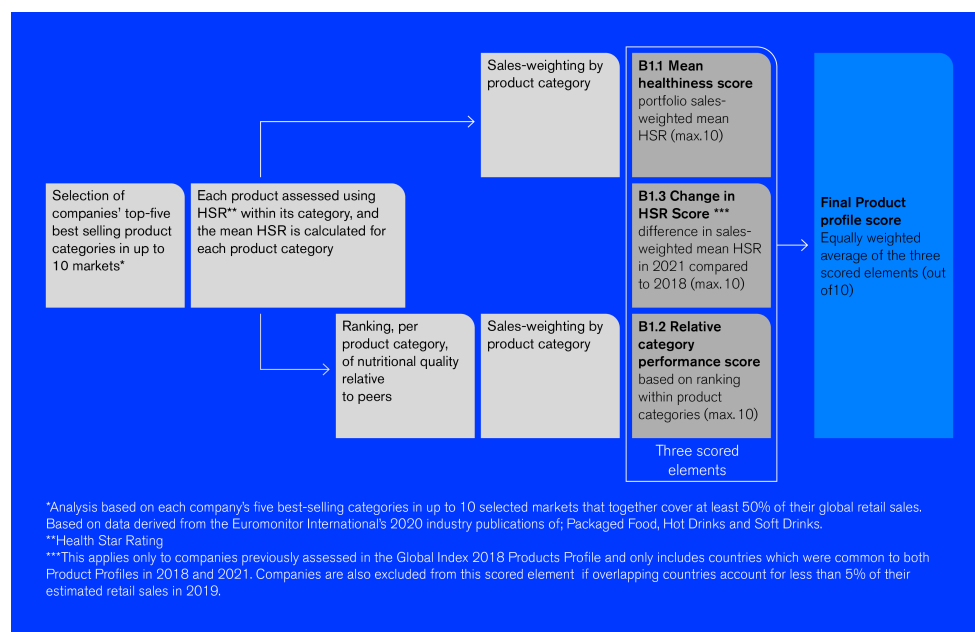 Selection of
companies' top-five
best selling product
categories in up to
10 markets*
Each product assessed using
HSR** within its category, and
the mean HSR is calculated for
each product category
Sales-weighting by
product category
B1.1 Mean
healthiness score
portfolio sales-
weighted mean
HSR (max.10)
B1.3 Change in
HSR Score ***
difference in sales-
weighted mean HSR
in 2021 compared
to 2018 (max.10)
Ranking, per
product category,
of nutritional quality
relative
to peers
Sales-weighting by
product category
B1.2 Relative
category
performance score
based on ranking
within product
categories (max.10)
Three scored
elements
Final Product
profile score
Equally weighted
average of the three
scored elements (out
of10)
*Analysis based on each company's five best-selling categories in up to 10 selected markets that together cover at least 50% of their global retail sales.
Based on data derived from the Euromonitor International's 2020 industry publications of; Packaged Food, Hot Drinks and Soft Drinks.
**Health Star Rating
***This applies only to companies previously assessed in the Global Index 2018 Products Profile and only includes countries which were common to both
Product Profiles in 2018 and 2021. Companies are also excluded from this scored element if overlapping countries account for less than 5% of their
estimated retail sales in 2019.